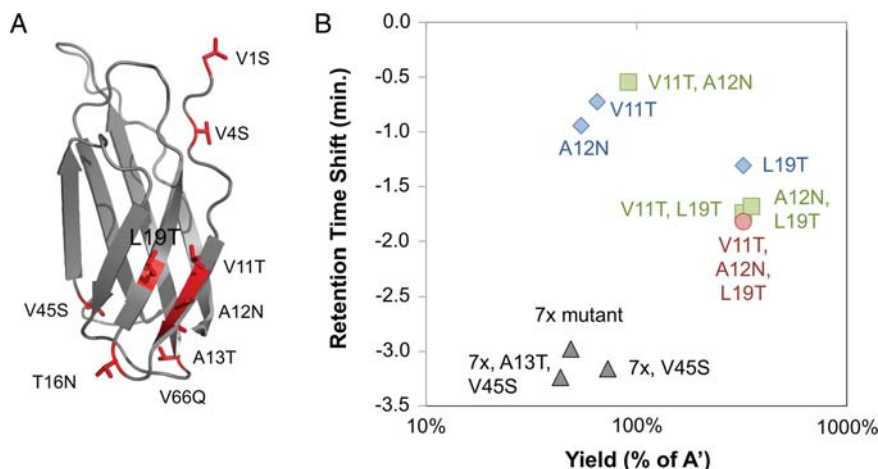 A
V1S
V4S
L19T
V11T
A12N
V45S
A13T
T16N
V66Q
B
Retention Time Shift (min.)
0.0
-0.5
-1.0
-1.5
-2.0
-2.5
-3.0
-3.5
V11T, A12N
V11T
A12N
L19T
V11T, L19T
A12N,
L19T
V11T,
A12N,
L19T
7x mutant
7x, A13T,
V45S
7x, V45S
10%
100%
1000%
Yield (% of A')